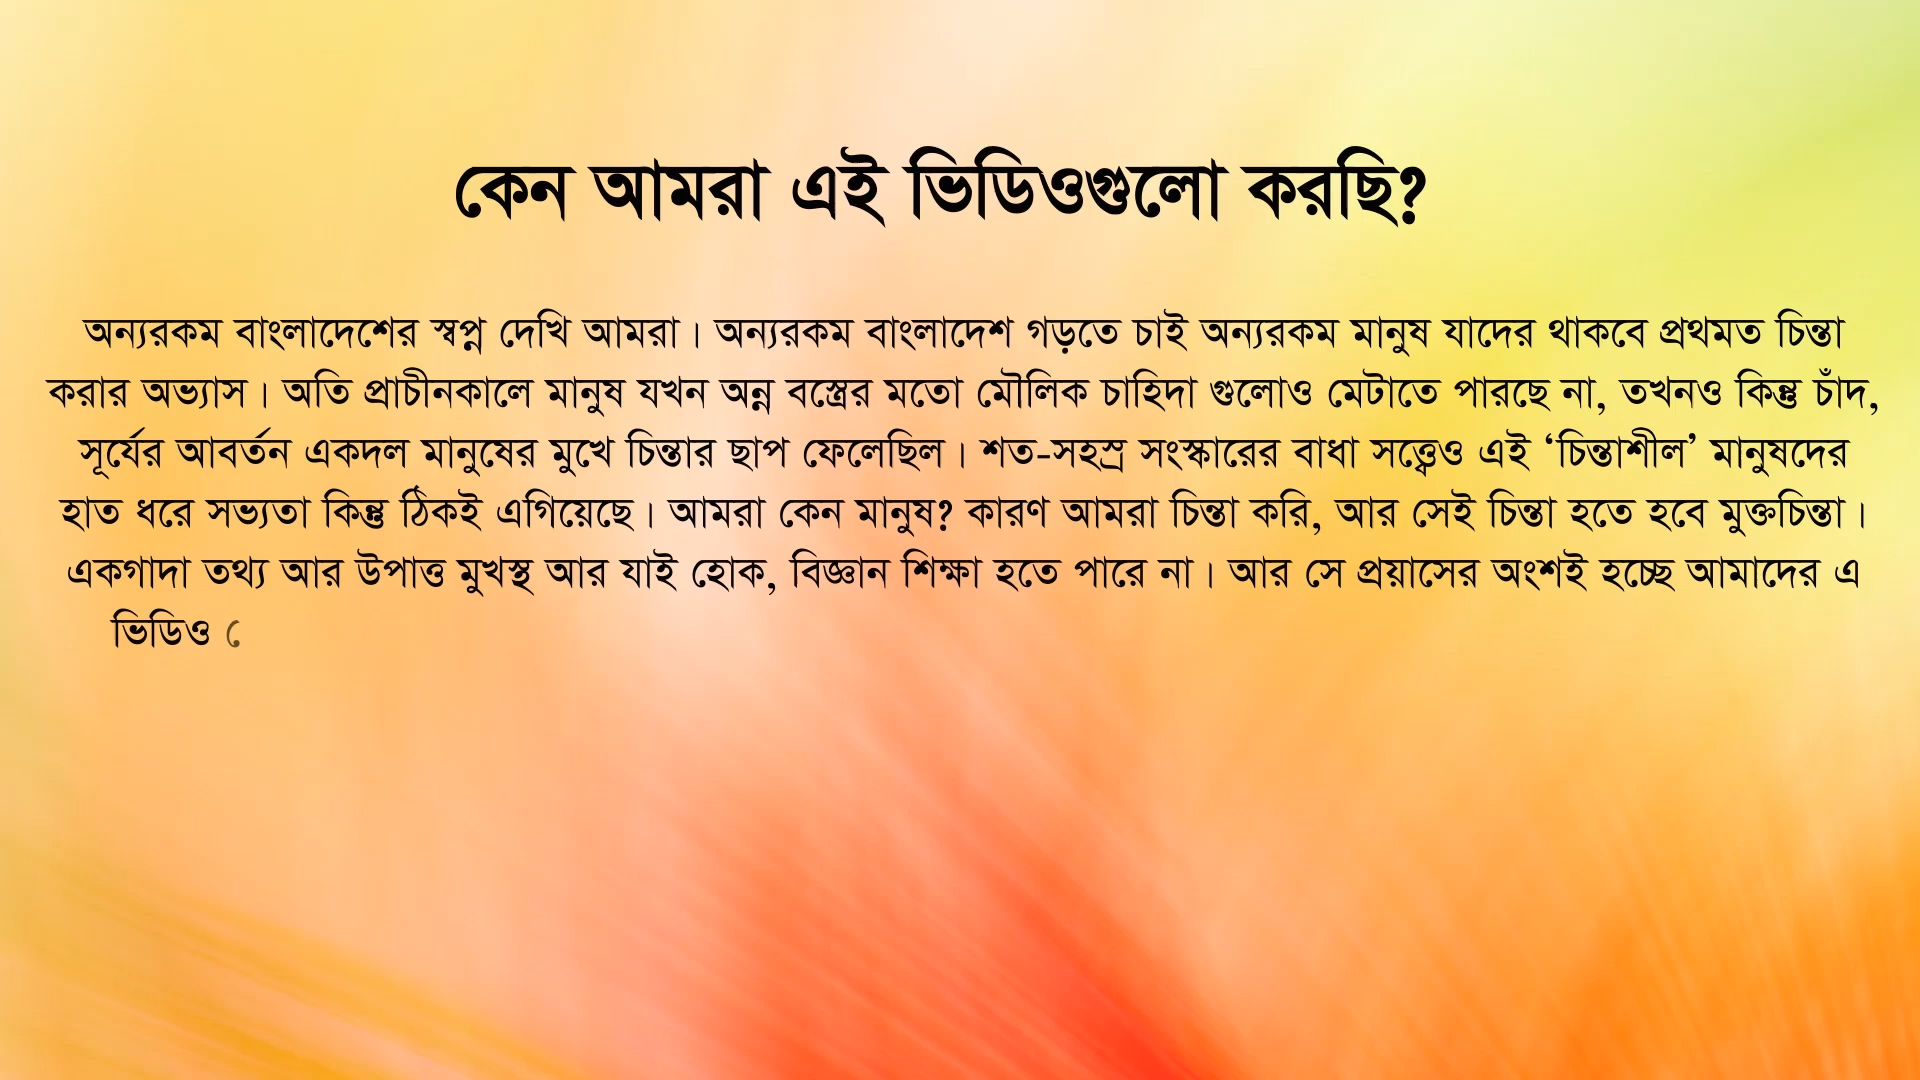 কেন আমরা এই ভিডিওগুলো করছি?
অন্যরকম বাংলাদেশের স্বপ্ন দেখি আমরা। অন্যরকম বাংলাদেশ গড়তে চাই অন্যরকম মানুষ যাদের থাকবে প্রথমত চিন্তা
করার অভ্যাস। অতি প্রাচীনকালে মানুষ যখন অন্ন বস্ত্রের মতো মৌলিক চাহিদা গুলোও মেটাতে পারছে না, তখনও কিন্তু চাঁদ,
সূর্যের আবর্তন একদল মানুষের মুখে চিন্তার ছাপ ফেলেছিল। শত-সহস্র সংস্কারের বাধা সত্ত্বেও এই ‘চিন্তাশীল’ মানুষদের
হাত ধরে সভ্যতা কিন্তু ঠিকই এগিয়েছে। আমরা কেন মানুষ? কারণ আমরা চিন্তা করি, আর সেই চিন্তা হতে হবে মুক্তচিন্তা।
একগাদা তথ্য আর উপাত্ত মুখস্থ আর যাই হোক, বিজ্ঞান শিক্ষা হতে পারে না। আর সে প্রয়াসের অংশই হচ্ছে আমাদের এ
ভিডিও